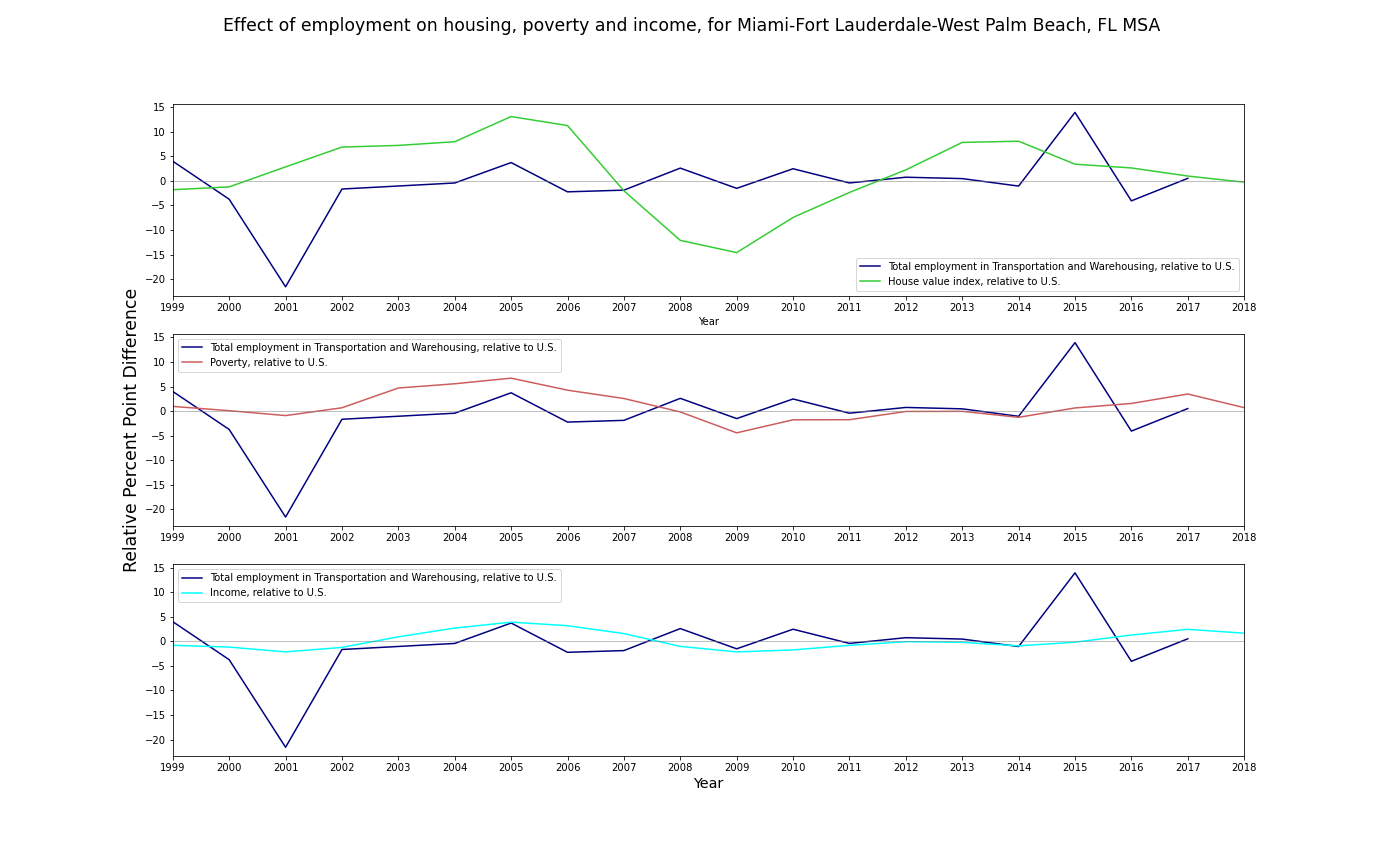 Effect of employment on housing, poverty and income, for Miami-Fort Lauderdale-West Palm Beach, FL MSA
Relative Percent Point Difference
15
10
5
0
−5
−10
−15
−20
Total employment in Transportation and Warehousing, relative to U.S.
House value index, relative to U.S.
1999 2000 2001 2002 2003 2004 2005 2006 2007 2008 2009 2010 2011 2012 2013 2014 2015 2016 2017 2018
Year
15
10
5
0
−5
−10
−15
−20
Total employment in Transportation and Warehousing, relative to U.S.
Poverty, relative to U.S.
1999 2000 2001 2002 2003 2004 2005 2006 2007 2008 2009 2010 2011 2012 2013 2014 2015 2016 2017 2018
15
10
5
0
−5
−10
−15
−20
Total employment in Transportation and Warehousing, relative to U.S.
Income, relative to U.S.
1999 2000 2001 2002 2003 2004 2005 2006 2007 2008 2009 2010 2011 2012 2013 2014 2015 2016 2017 2018
Year